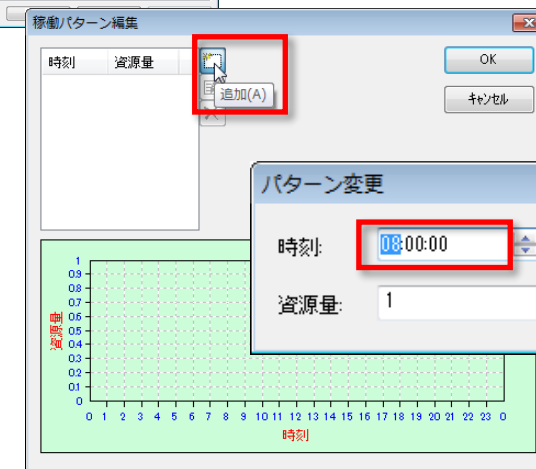 稼働パターン編集
時刻 資源量
追加(A)
OK
キャンセル
パターン変更
時刻: 08:00:00
資源量: 1
資源量
1
0.9
0.8
0.7
0.6
0.5
0.4
0.3
0.2
0.1
0
0 1 2 3 4 5 6 7 8 9 10 11 12 13 14 15 16 17 18 19 20 21 22 23 0
時刻